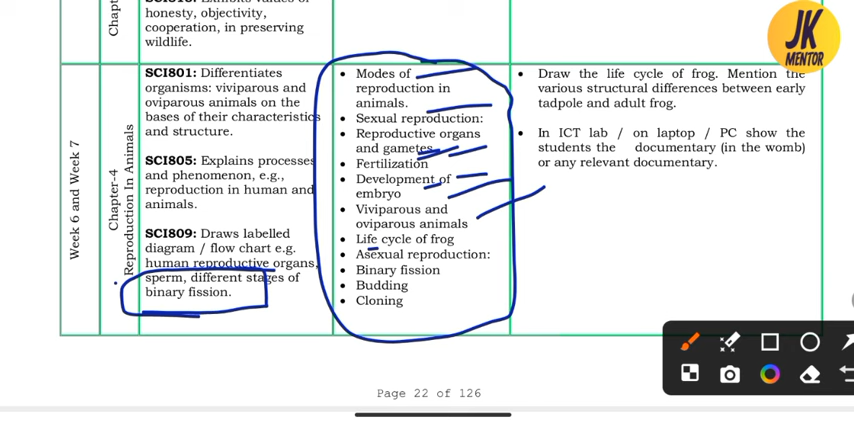 SCI810: Exhibits values of
honesty, objectivity,
cooperation, in preserving
wildlife.
Chapt
Week 6 and Week 7
Chapter-4
Reproduction In Animals
SCI801: Differentiates
organisms: viviparous and
oviparous animals on the
bases of their characteristics
and structure.
SCI805: Explains processes
and phenomenon, e.g.,
reproduction in human and
animals.
SCI809: Draws labelled
diagram / flow chart e.g.
human reproductive organs,
sperm, different stages of
binary fission.
• Modes of
reproduction in
animals.
• Sexual reproduction:
• Reproductive organs
and gametes
• Fertilization
• Development of
embryo
• Viviparous and
oviparous animals
• Life cycle of frog
• Asexual reproduction:
• Binary fission
• Budding
• Cloning
• Draw the life cycle of frog. Mention the
various structural differences between early
tadpole and adult frog.
• In ICT lab / on laptop / PC show the
students the documentary (in the womb)
or any relevant documentary.
JK
MENTOR
Page 22 of 126